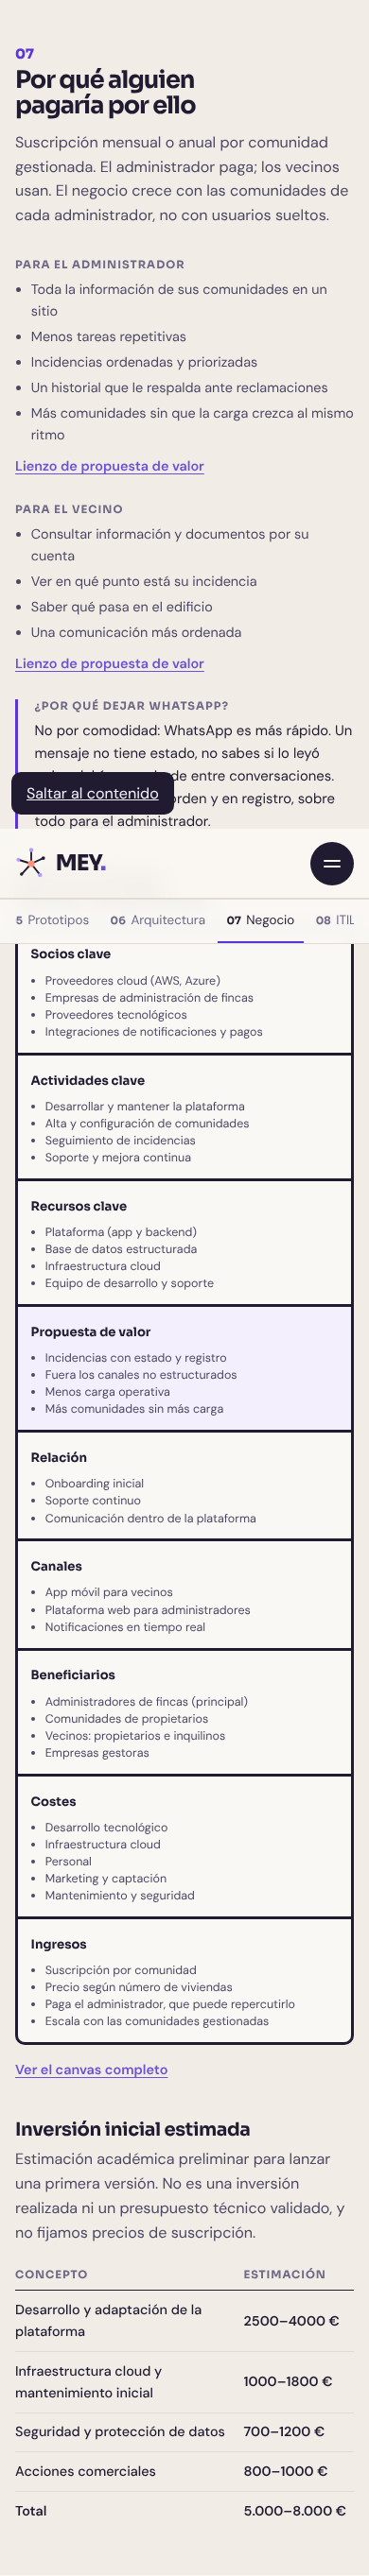 07
Por qué alguien
pagaría por ello
Suscripción mensual o anual por comunidad
gestionada. El administrador paga; los vecinos
usan. El negocio crece con las comunidades de
cada administrador, no con usuarios sueltos.
PARA EL ADMINISTRADOR
• Toda la información de sus comunidades en un
sitio
• Menos tareas repetitivas
• Incidencias ordenadas y priorizadas
• Un historial que le respalda ante reclamaciones
• Más comunidades sin que la carga crezca al mismo
ritmo
Lienzo de propuesta de valor
PARA EL VECINO
• Consultar información y documentos por su
cuenta
• Ver en qué punto está su incidencia
• Saber qué pasa en el edificio
• Una comunicación más ordenada
Lienzo de propuesta de valor
¿POR QUÉ DEJAR WHATSAPP?
No por comodidad: WhatsApp es más rápido. Un
mensaje no tiene estado, no sabes si lo leyó
de entre conversaciones.
Saltar al contenido
orden y en registro, sobre
todo para el administrador.
MEY.
5 Prototipos 06 Arquitectura 07 Negocio 08 ITIL
Socios clave
• Proveedores cloud (AWS, Azure)
• Empresas de administración de fincas
• Proveedores tecnológicos
• Integraciones de notificaciones y pagos
Actividades clave
• Desarrollar y mantener la plataforma
• Alta y configuración de comunidades
• Seguimiento de incidencias
• Soporte y mejora continua
Recursos clave
• Plataforma (app y backend)
• Base de datos estructurada
• Infraestructura cloud
• Equipo de desarrollo y soporte
Propuesta de valor
• Incidencias con estado y registro
• Fuera los canales no estructurados
• Menos carga operativa
• Más comunidades sin más carga
Relación
• Onboarding inicial
• Soporte continuo
• Comunicación dentro de la plataforma
Canales
• App móvil para vecinos
• Plataforma web para administradores
• Notificaciones en tiempo real
Beneficiarios
• Administradores de fincas (principal)
• Comunidades de propietarios
• Vecinos: propietarios e inquilinos
• Empresas gestoras
Costes
• Desarrollo tecnológico
• Infraestructura cloud
• Personal
• Marketing y captación
• Mantenimiento y seguridad
Ingresos
• Suscripción por comunidad
• Precio según número de viviendas
• Paga el administrador, que puede repercutirlo
• Escala con las comunidades gestionadas
Ver el canvas completo
Inversión inicial estimada
Estimación académica preliminar para lanzar
una primera versión. No es una inversión
realizada ni un presupuesto técnico validado, y
no fijamos precios de suscripción.
CONCEPTO ESTIMACIÓN
Desarrollo y adaptación de la
plataforma 2500–4000 €
Infraestructura cloud y
mantenimiento inicial 1000–1800 €
Seguridad y protección de datos 700–1200 €
Acciones comerciales 800–1000 €
Total 5.000–8.000 €